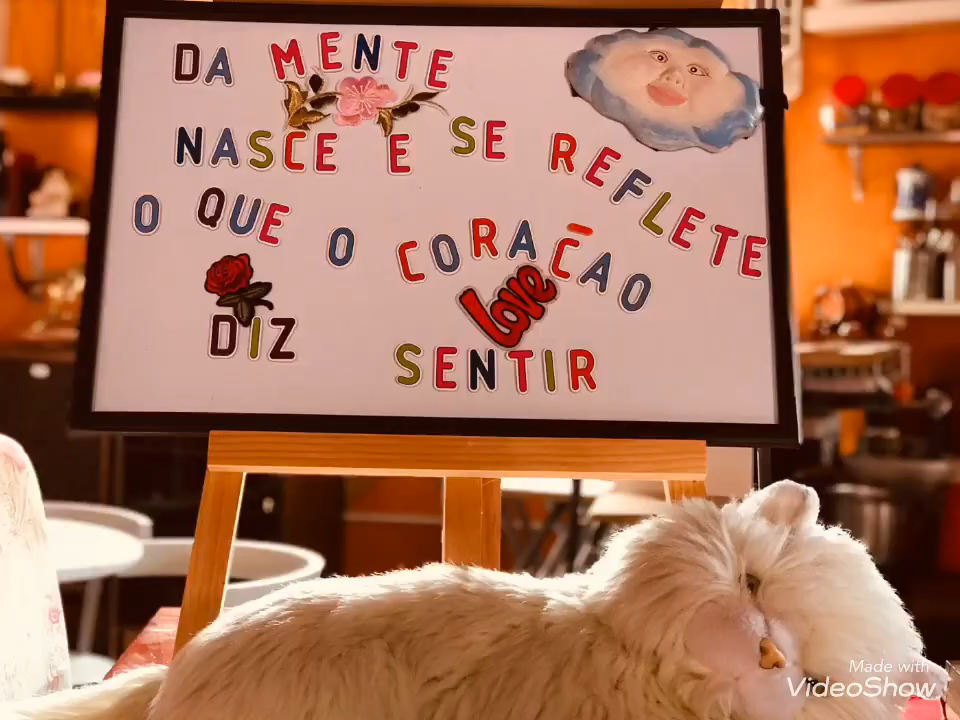 DA MENTE
NASCE E SE REFLETE
O QUE O CORAÇÃO
Love
DIZ SENTIR
Made with
VideoShow